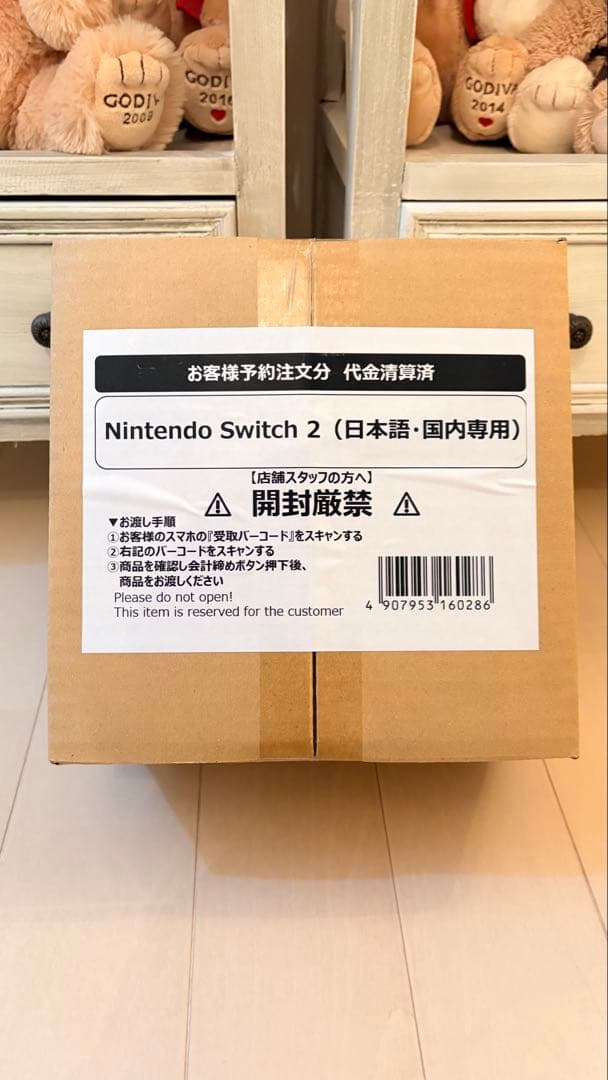 GODIVA
2009
GODIVA
2016
GODIVA
2014
お客様予約注文分 代金清算済
Nintendo Switch 2（日本語・国内専用）
【店舗スタッフの方へ】
⚠ 開封厳禁 ⚠
▼お渡し手順
①お客様のスマホの『受取バーコード』をスキャンする
②右記のバーコードをスキャンする
③商品を確認し会計締めボタン押下後、
商品をお渡しください
Please do not open!
This item is reserved for the customer
4 907953 160286